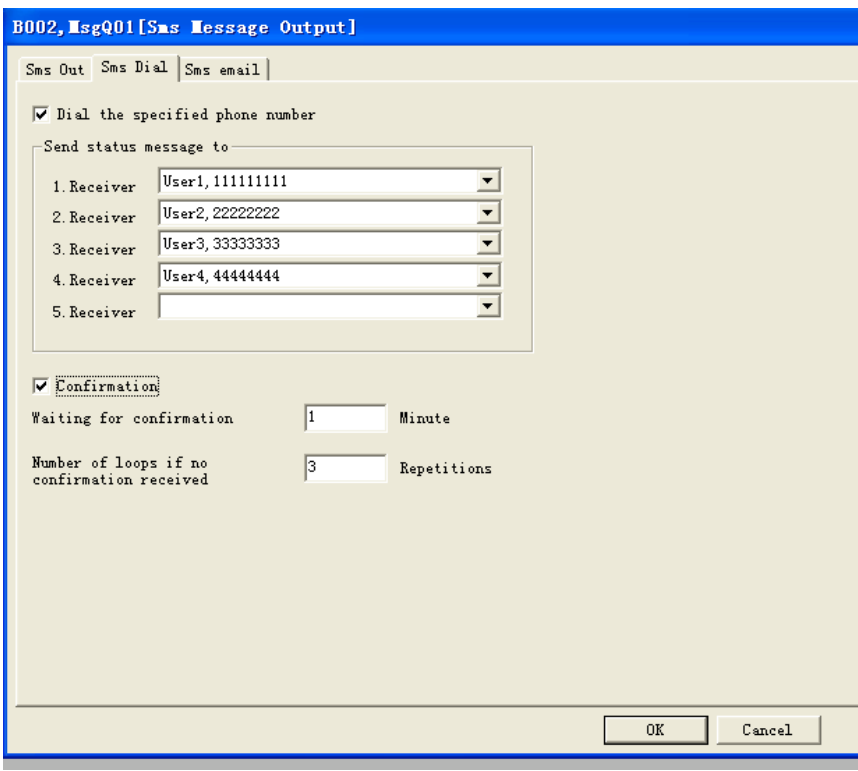 B002,MsgQ01[Sms Message Output]
Sms Out Sms Dial Sms email
Dial the specified phone number
Send status message to
1.Receiver User1,111111111
2.Receiver User2,22222222
3.Receiver User3,33333333
4.Receiver User4,44444444
5.Receiver
Confirmation
Waiting for confirmation 1 Minute
Number of loops if no
confirmation received 3 Repetitions
OK Cancel